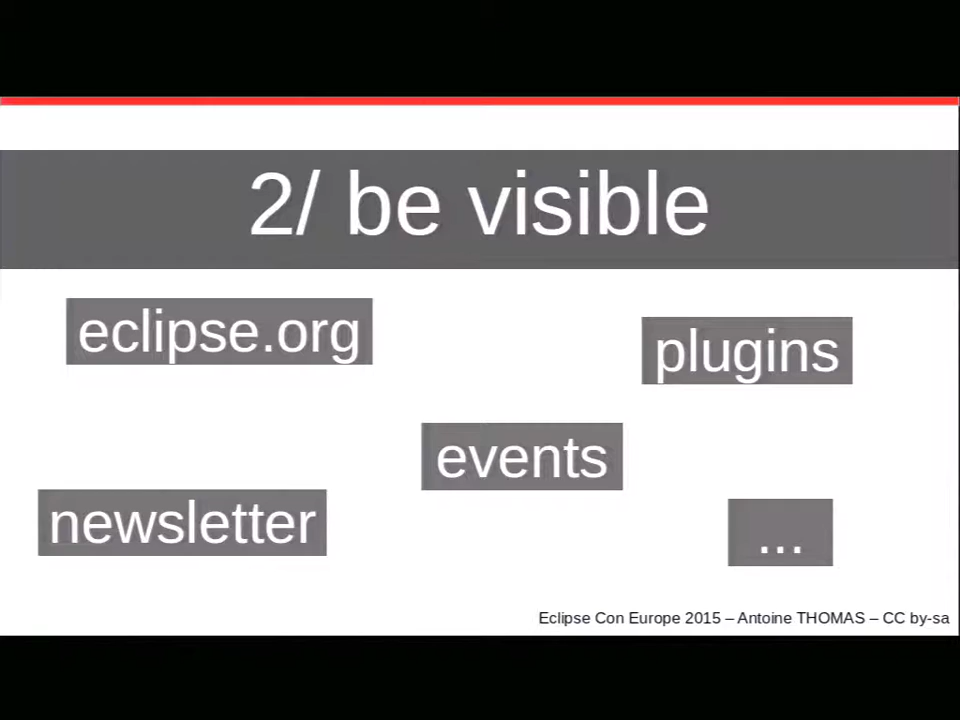 2/ be visible
eclipse.org
plugins
events
newsletter
...
Eclipse Con Europe 2015 – Antoine THOMAS – CC by-sa